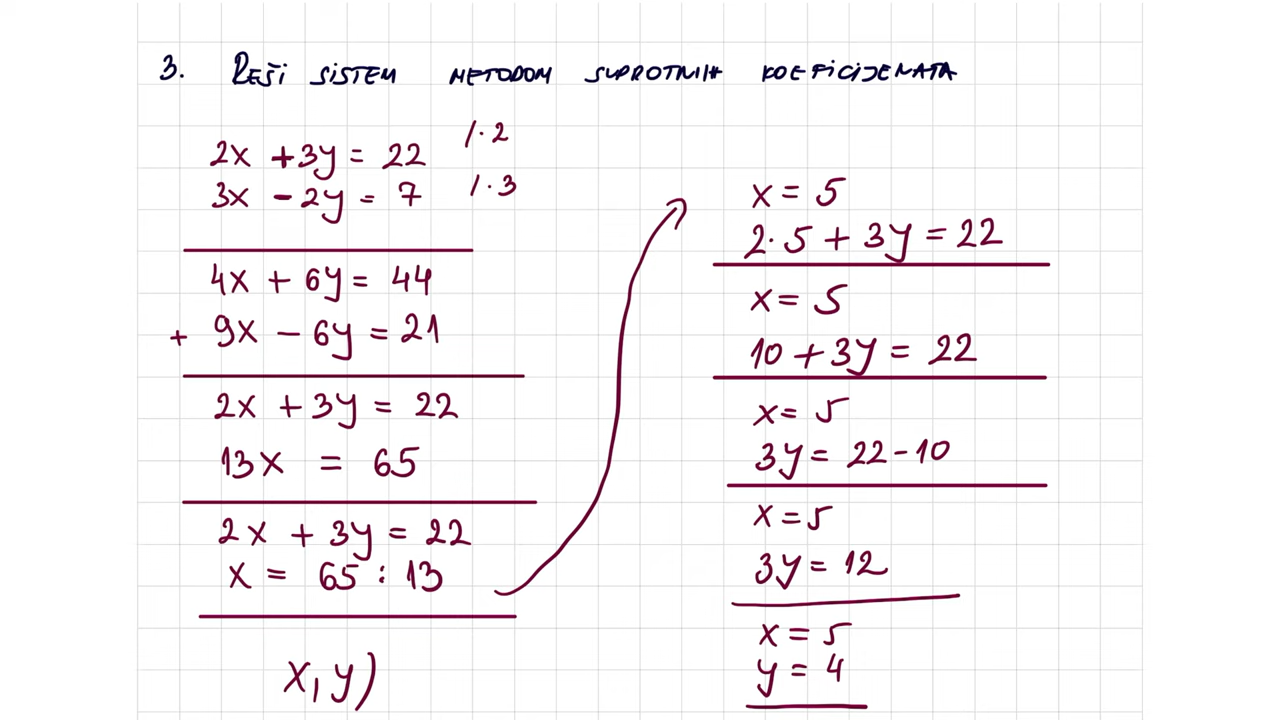 3. REŠi SiSTEM METODOM SUPROTNIH KOEFICIJENATA
2x + 3y = 22 /·2
3x - 2y = 7 /·3
4x + 6y = 44
+ 9x - 6y = 21
2x + 3y = 22
13x = 65
2x + 3y = 22
x = 65 : 13
x, y)
x = 5
2·5 + 3y = 22
x = 5
10 + 3y = 22
x = 5
3y = 22 - 10
x = 5
3y = 12
x = 5
y = 4